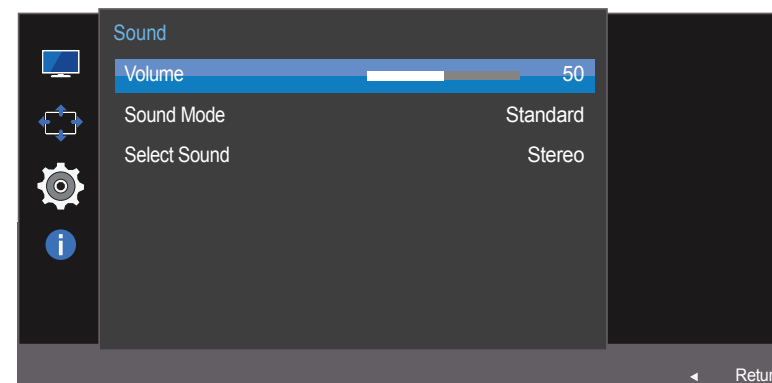 Sound
Volume 50
Sound Mode Standard
Select Sound Stereo
i
◄ Retur